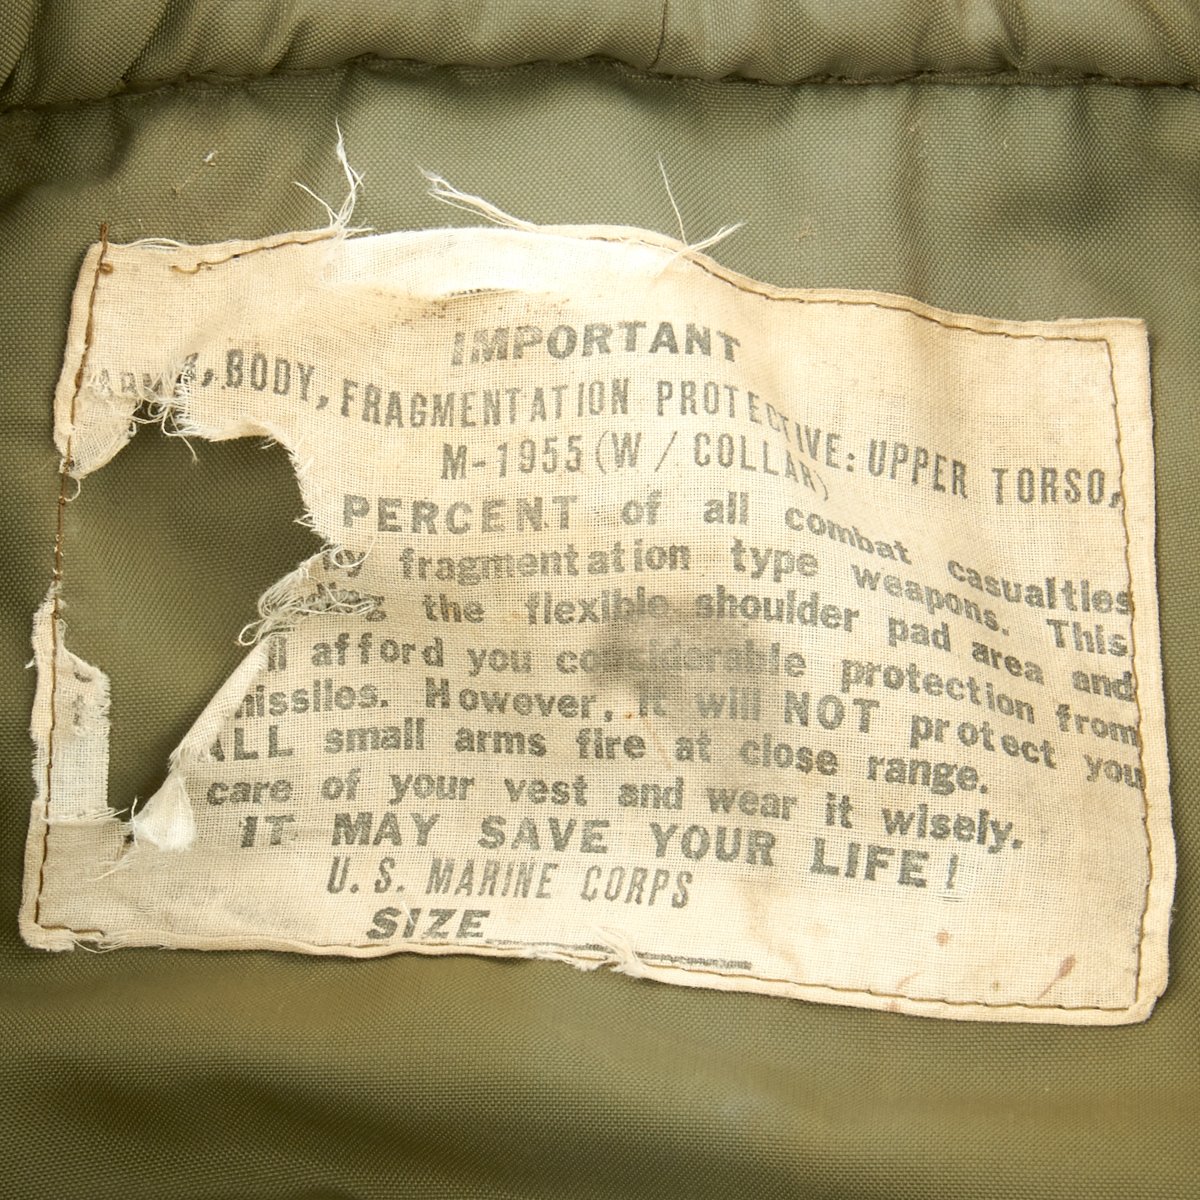 IMPORTANT
BODY, FRAGMENTATION PROTECTIVE: UPPER TORSO,
M-1955 (W / COLLAR)
PERCENT of all combat casualties
by fragmentation type weapons. This
the flexible shoulder pad area and
afford you considerable protection from
missiles. However, it will NOT protect you
ALL small arms fire at close range.
care of your vest and wear it wisely.
IT MAY SAVE YOUR LIFE!
U.S. MARINE CORPS
SIZE